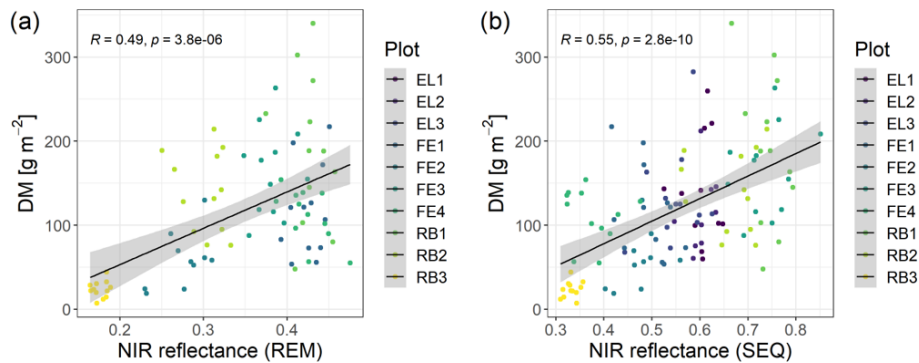 (a)
R = 0.49, p = 3.8e-06
DM [g m⁻²]
300
200
100
0
0.2 0.3 0.4
NIR reflectance (REM)
Plot
EL1
EL2
EL3
FE1
FE2
FE3
FE4
RB1
RB2
RB3
(b)
R = 0.55, p = 2.8e-10
DM [g m⁻²]
300
200
100
0
0.3 0.4 0.5 0.6 0.7 0.8
NIR reflectance (SEQ)
Plot
EL1
EL2
EL3
FE1
FE2
FE3
FE4
RB1
RB2
RB3